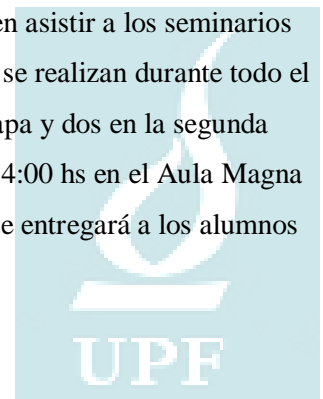 en asistir a los seminarios
se realizan durante todo el
apa y dos en la segunda
4:00 hs en el Aula Magna
e entregará a los alumnos
UPF